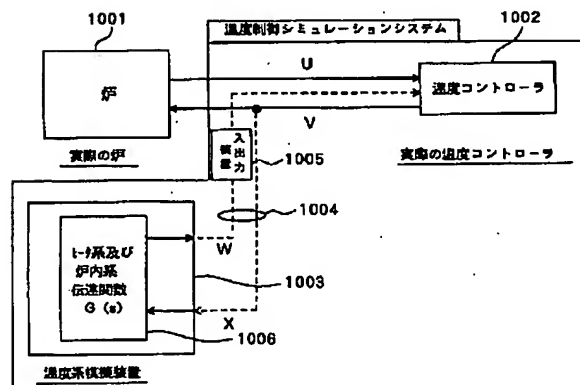 1001
温度制御シミュレーションシステム
1002
炉
U
温度コントローラ
V
実際の炉
入出力
装置
1005
実際の温度コントローラ
1004
ヒータ系及び
炉内系
伝達関数
G (s)
W
1003
X
1006
温度系模擬装置